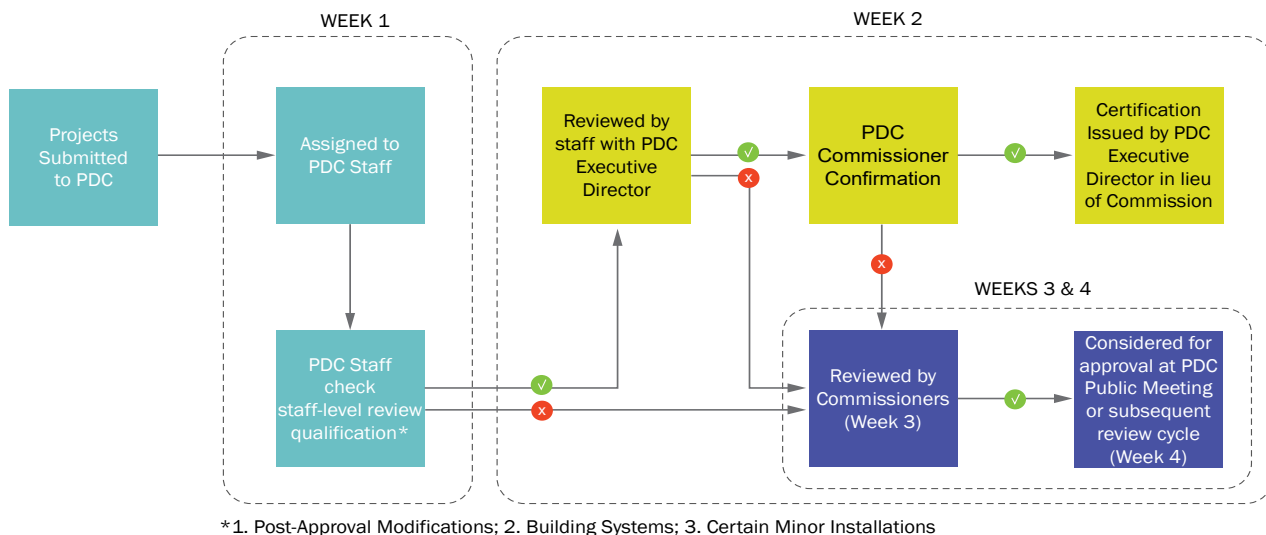 WEEK 1
WEEK 2
Projects
Submitted
to PDC
Assigned to
PDC Staff
Reviewed by
staff with PDC
Executive
Director
✓
x
PDC
Commissioner
Confirmation
✓
Certification
Issued by PDC
Executive
Director in lieu
of Commission
x
WEEKS 3 & 4
PDC Staff
check
staff-level review
qualification*
✓
x
Reviewed by
Commissioners
(Week 3)
✓
Considered for
approval at PDC
Public Meeting
or subsequent
review cycle
(Week 4)
*1. Post-Approval Modifications; 2. Building Systems; 3. Certain Minor Installations